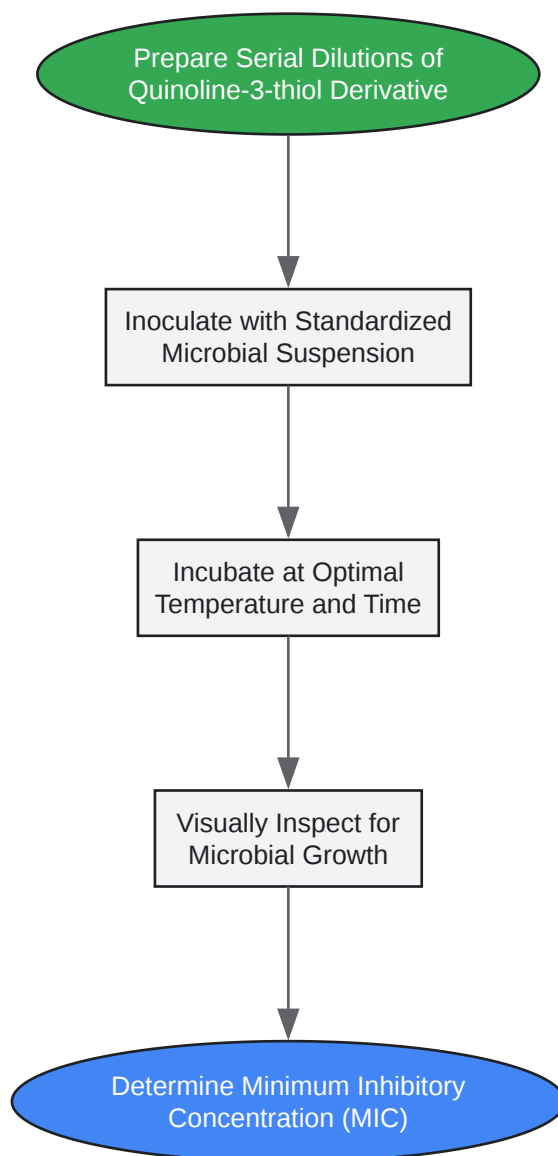 Prepare Serial Dilutions of
Quinoline-3-thiol Derivative
Inoculate with Standardized
Microbial Suspension
Incubate at Optimal
Temperature and Time
Visually Inspect for
Microbial Growth
Determine Minimum Inhibitory
Concentration (MIC)